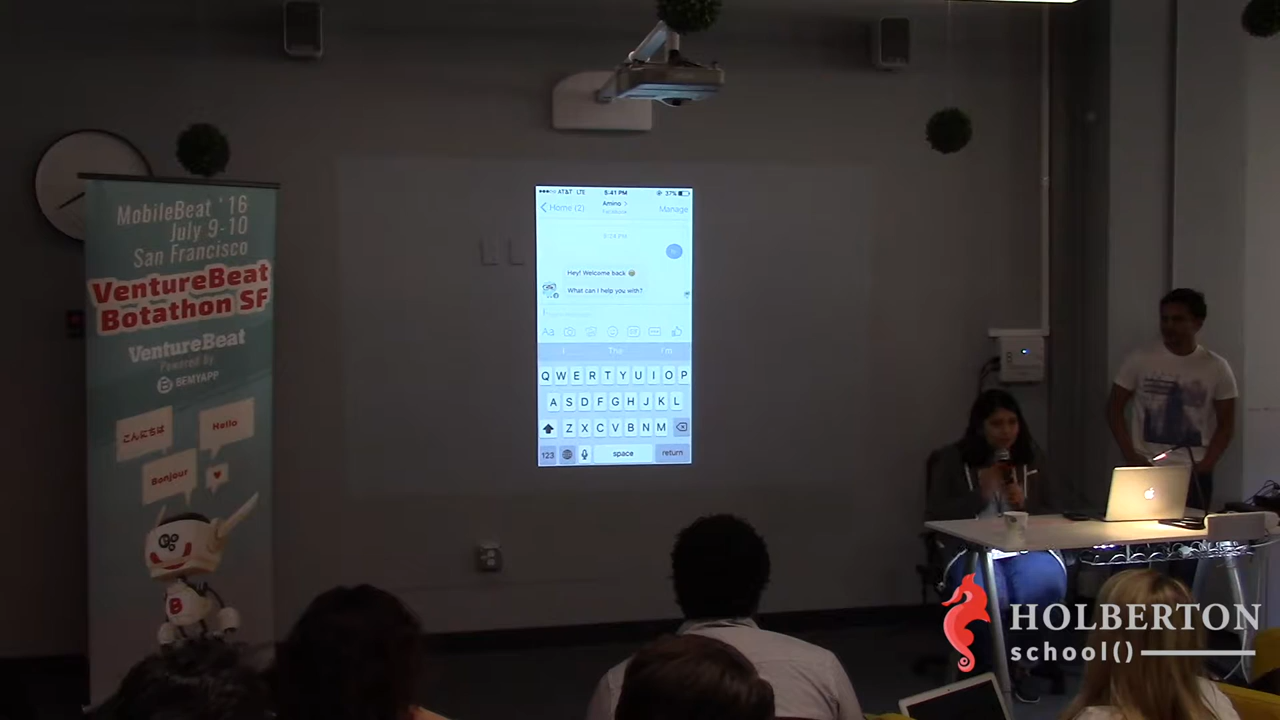 MobileBeat '16
July 9-10
San Francisco
VentureBeat
Botathon SF
VentureBeat
Powered by
BEMYAPP
こんにちは
Hello
Bonjour
B
AT&T LTE 5:41 PM 37%
Home (2) Amino Manage
Hey! Welcome back
What can I help you with?
Aa
I The I'm
Q W E R T Y U I O P
A S D F G H J K L
Z X C V B N M
123 space return
HOLBERTON
school()